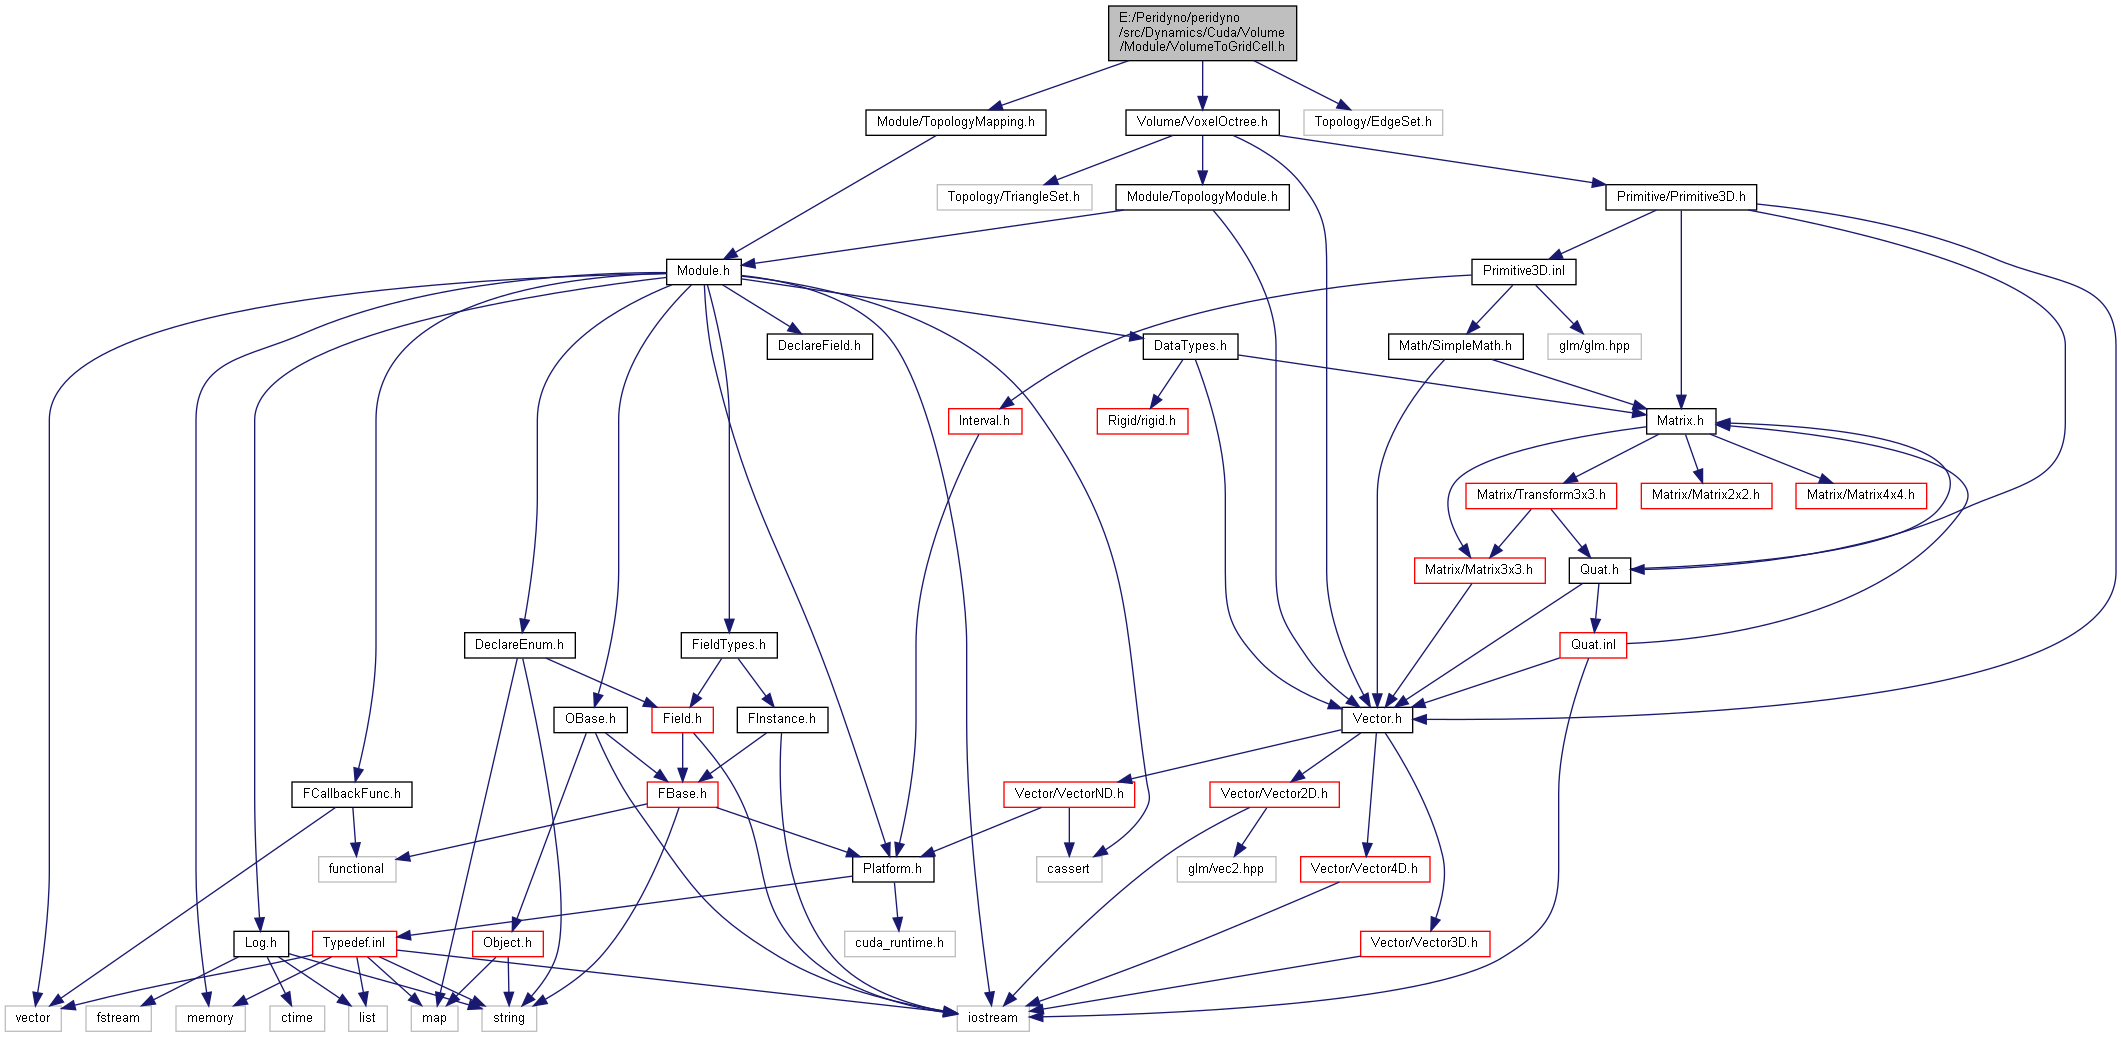 E:/Peridyno/peridyno
/src/Dynamics/Cuda/Volume
/Module/VolumeToGridCell.h
Module/TopologyMapping.h
Volume/VoxelOctree.h
Topology/EdgeSet.h
Topology/TriangleSet.h
Module/TopologyModule.h
Primitive/Primitive3D.h
Module.h
Primitive3D.inl
DeclareField.h
DataTypes.h
Math/SimpleMath.h
glm/glm.hpp
Interval.h
Rigid/rigid.h
Matrix.h
Matrix/Transform3x3.h
Matrix/Matrix2x2.h
Matrix/Matrix4x4.h
Matrix/Matrix3x3.h
Quat.h
DeclareEnum.h
FieldTypes.h
Quat.inl
OBase.h
Field.h
FInstance.h
Vector.h
FCallbackFunc.h
FBase.h
Vector/VectorND.h
Vector/Vector2D.h
functional
Platform.h
cassert
glm/vec2.hpp
Vector/Vector4D.h
Log.h
Typedef.inl
Object.h
cuda_runtime.h
Vector/Vector3D.h
vector
fstream
memory
ctime
list
map
string
iostream